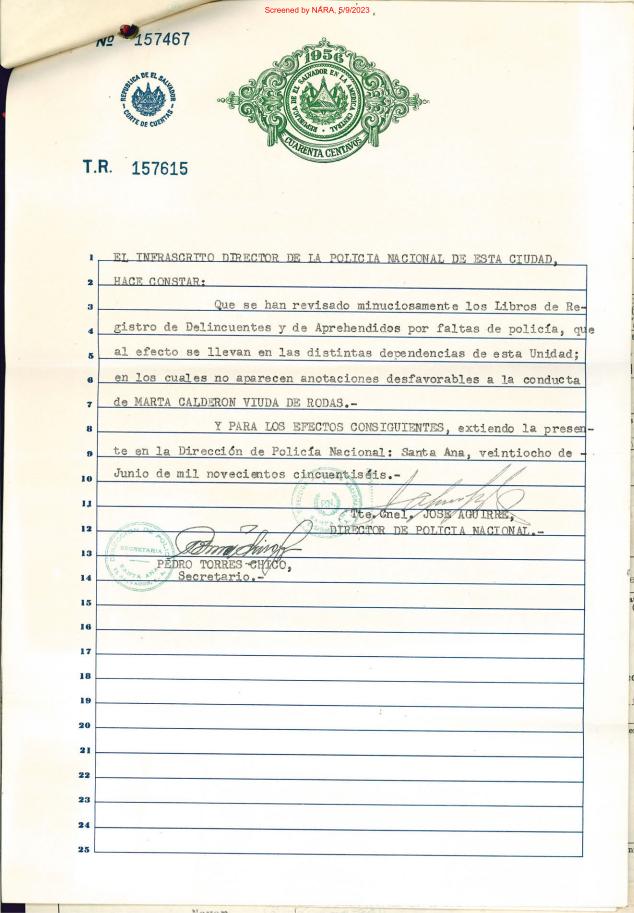 Screened by NARA, 5/9/2023
Nº 157467
REPUBLICA DE EL SALVADOR
CORTE DE CUENTAS
1956
REPUBLICA DE EL SALVADOR EN LA AMERICA CENTRAL
CUARENTA CENTAVOS
T.R. 157615
1 EL INFRASCRITO DIRECTOR DE LA POLICIA NACIONAL DE ESTA CIUDAD,
2 HACE CONSTAR:
3 Que se han revisado minuciosamente los Libros de Re-
4 gistro de Delincuentes y de Aprehendidos por faltas de policía, que
5 al efecto se llevan en las distintas dependencias de esta Unidad;
6 en los cuales no aparecen anotaciones desfavorables a la conducta
7 de MARTA CALDERON VIUDA DE RODAS.-
8 Y PARA LOS EFECTOS CONSIGUIENTES, extiendo la presen-
9 te en la Dirección de Policía Nacional: Santa Ana, veintiocho de -
10 Junio de mil novecientos cincuentiséis.-
11 Tte. Cnel. JOSE AGUIRRE,
12 DIRECTOR DE POLICIA NACIONAL.-
SECRETARIA
SANTA ANA
13 PEDRO TORRES CHICO,
14 Secretario.-
15
16
17
18
19
20
21
22
23
24
25